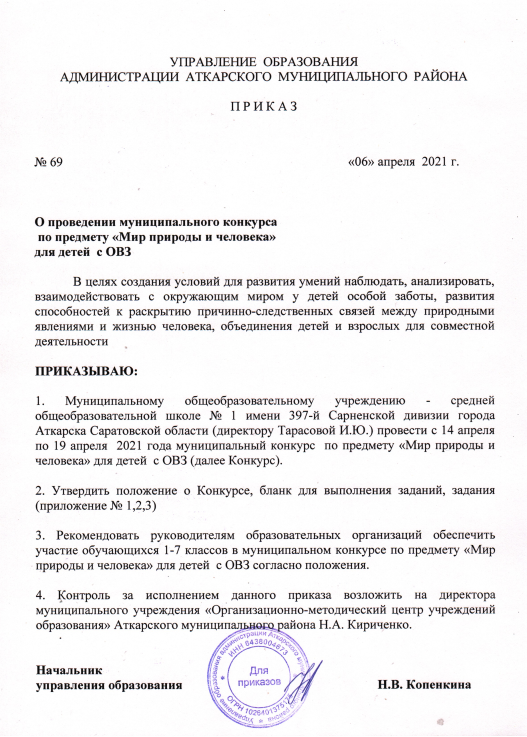 УПРАВЛЕНИЕ ОБРАЗОВАНИЯ
АДМИНИСТРАЦИИ АТКАРСКОГО МУНИЦИПАЛЬНОГО РАЙОНА
П Р И К А З
№ 69 «06» апреля 2021 г.
О проведении муниципального конкурса
по предмету «Мир природы и человека»
для детей с ОВЗ
В целях создания условий для развития умений наблюдать, анализировать,
взаимодействовать с окружающим миром у детей особой заботы, развития
способностей к раскрытию причинно-следственных связей между природными
явлениями и жизнью человека, объединения детей и взрослых для совместной
деятельности
ПРИКАЗЫВАЮ:
1. Муниципальному общеобразовательному учреждению - средней
общеобразовательной школе № 1 имени 397-й Сарненской дивизии города
Аткарска Саратовской области (директору Тарасовой И.Ю.) провести с 14 апреля
по 19 апреля 2021 года муниципальный конкурс по предмету «Мир природы и
человека» для детей с ОВЗ (далее Конкурс).
2. Утвердить положение о Конкурсе, бланк для выполнения заданий, задания
(приложение № 1,2,3)
3. Рекомендовать руководителям образовательных организаций обеспечить
участие обучающихся 1-7 классов в муниципальном конкурсе по предмету «Мир
природы и человека» для детей с ОВЗ согласно положения.
4. Контроль за исполнением данного приказа возложить на директора
муниципального учреждения «Организационно-методический центр учреждений
образования» Аткарского муниципального района Н.А. Кириченко.
Начальник
управления образования Н.В. Копенкина
Для
приказов
ИНН 6438004673